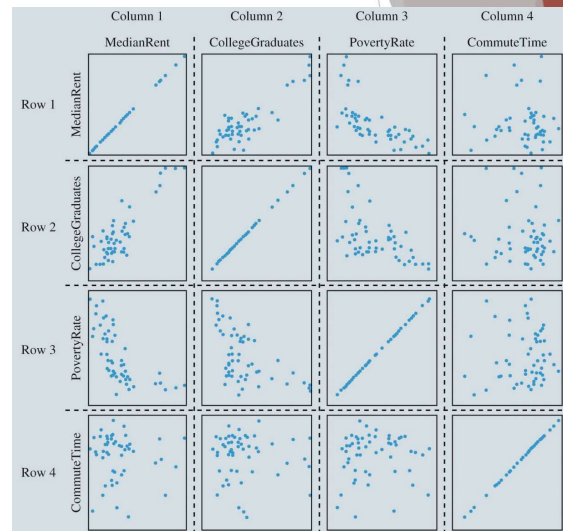 Column 1 Column 2 Column 3 Column 4
MedianRent CollegeGraduates PovertyRate CommuteTime
Row 1 MedianRent
Row 2 CollegeGraduates
Row 3 PovertyRate
Row 4 CommuteTime